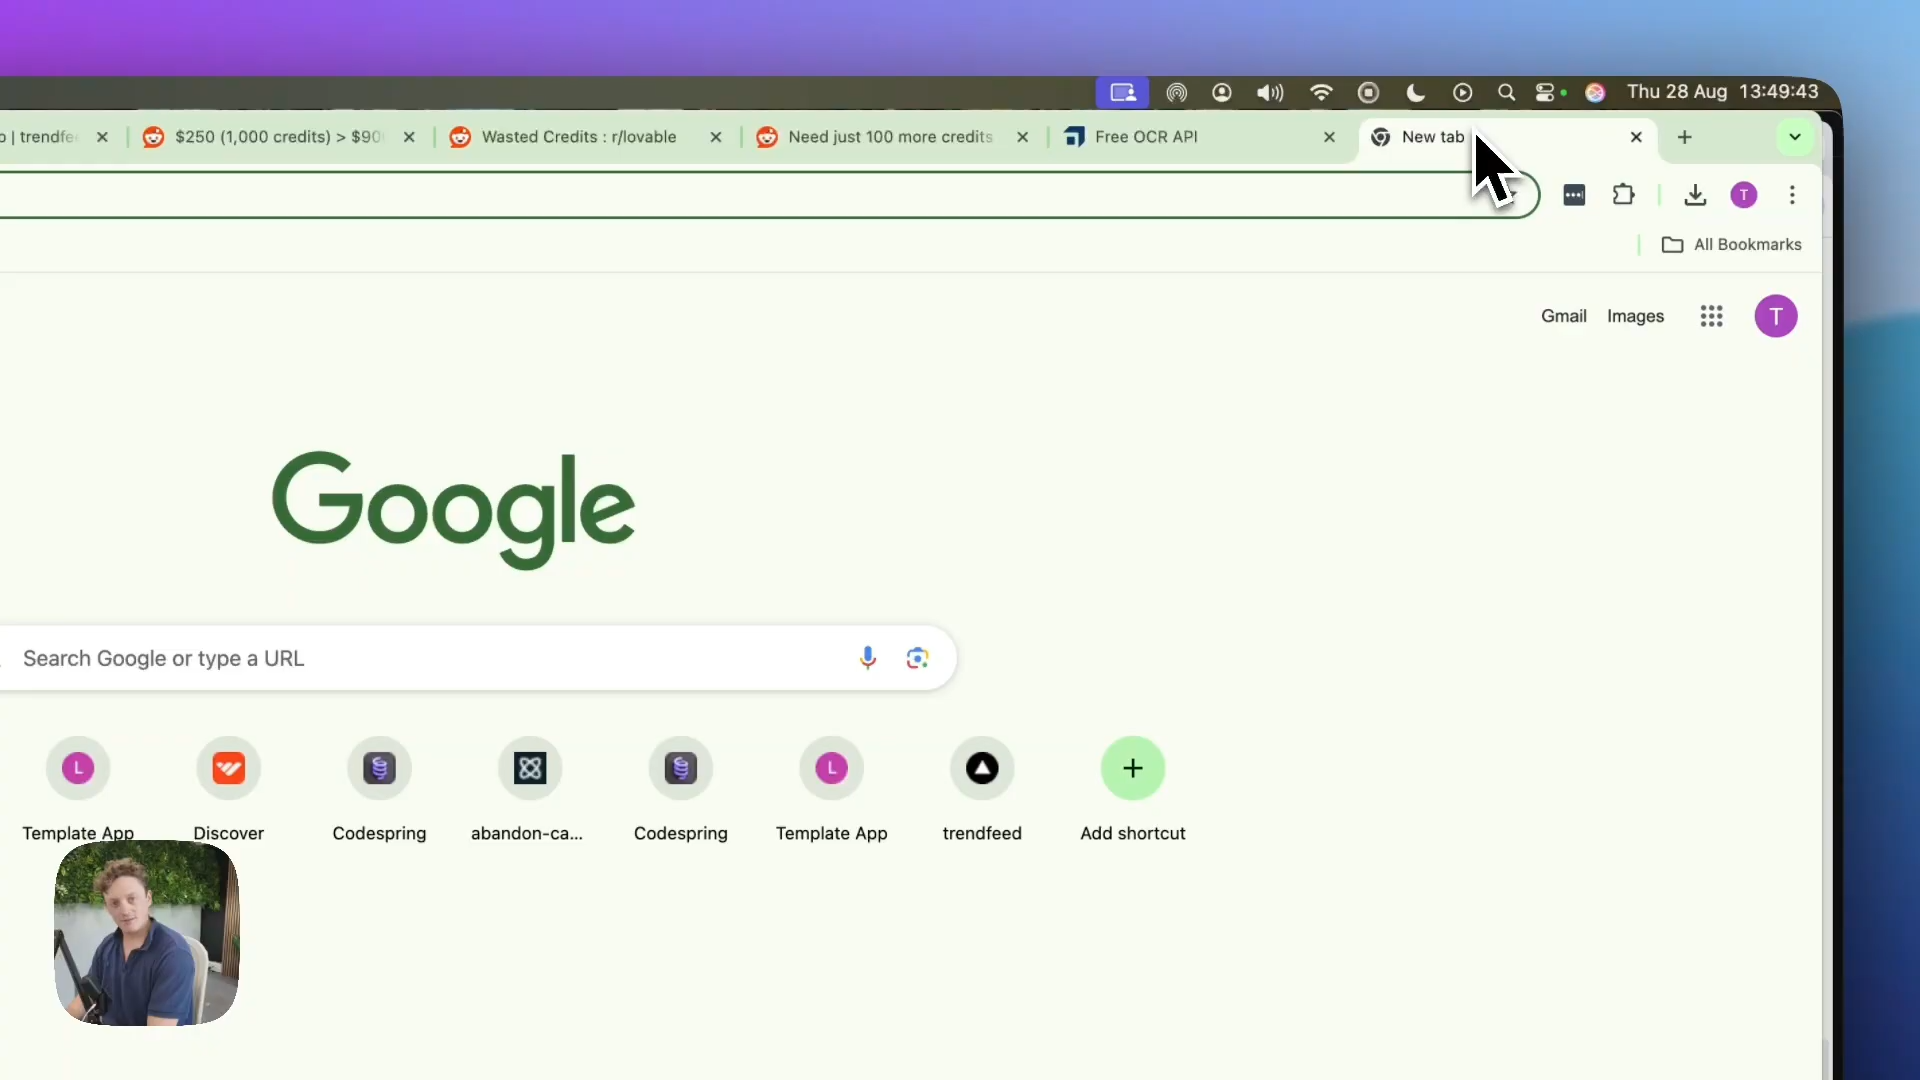 Thu 28 Aug 13:49:43
o | trendfe
$250 (1,000 credits) > $90
Wasted Credits : r/lovable
Need just 100 more credits
Free OCR API
New tab
T
All Bookmarks
Gmail
Images
T
Google
Search Google or type a URL
L
L
Template App
Discover
Codespring
abandon-ca...
Codespring
Template App
trendfeed
Add shortcut